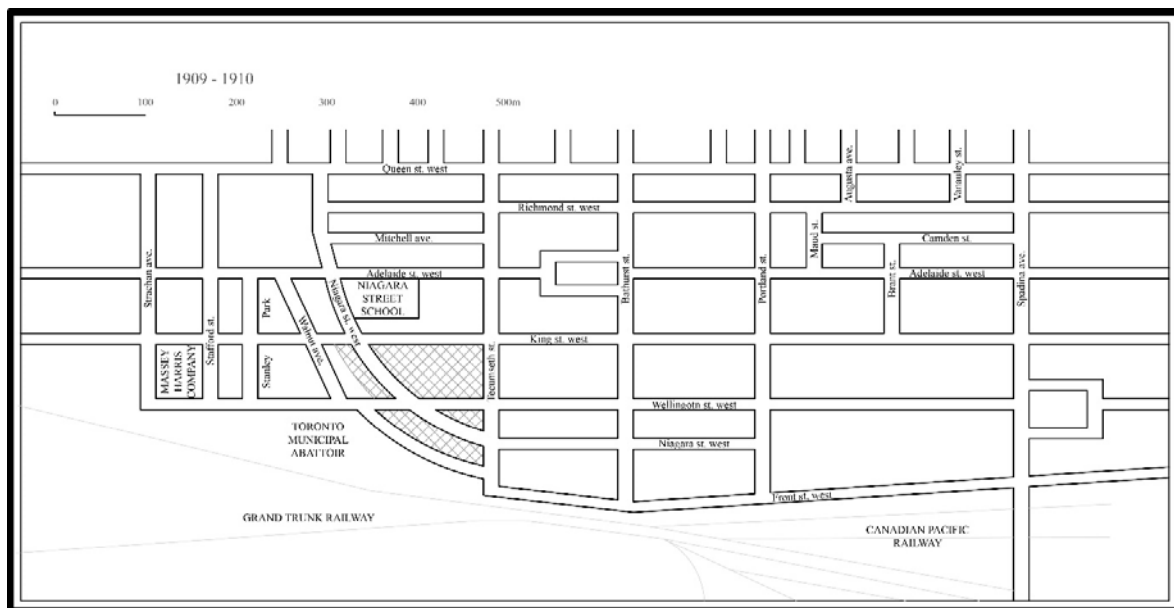 1909 - 1910
0 100 200 300 400 500m
Queen st. west
Augusta ave.
Vanauley st.
Richmond st. west
Mitchell ave.
Maud st.
Camden st.
Strachan ave.
Adelaide st. west
Bathurst st.
Portland st.
Brant st.
Adelaide st. west
Spadina ave.
Stafford st.
Park
Walnut ave.
Niagara st. west
NIAGARA
STREET
SCHOOL
King st. west
Tecumseth st.
MASSEY
HARRIS
COMPANY
Stanley
Wellingotn st. west
TORONTO
MUNICIPAL
ABATTOIR
Niagara st. west
Front st. west
GRAND TRUNK RAILWAY
CANADIAN PACIFIC
RAILWAY